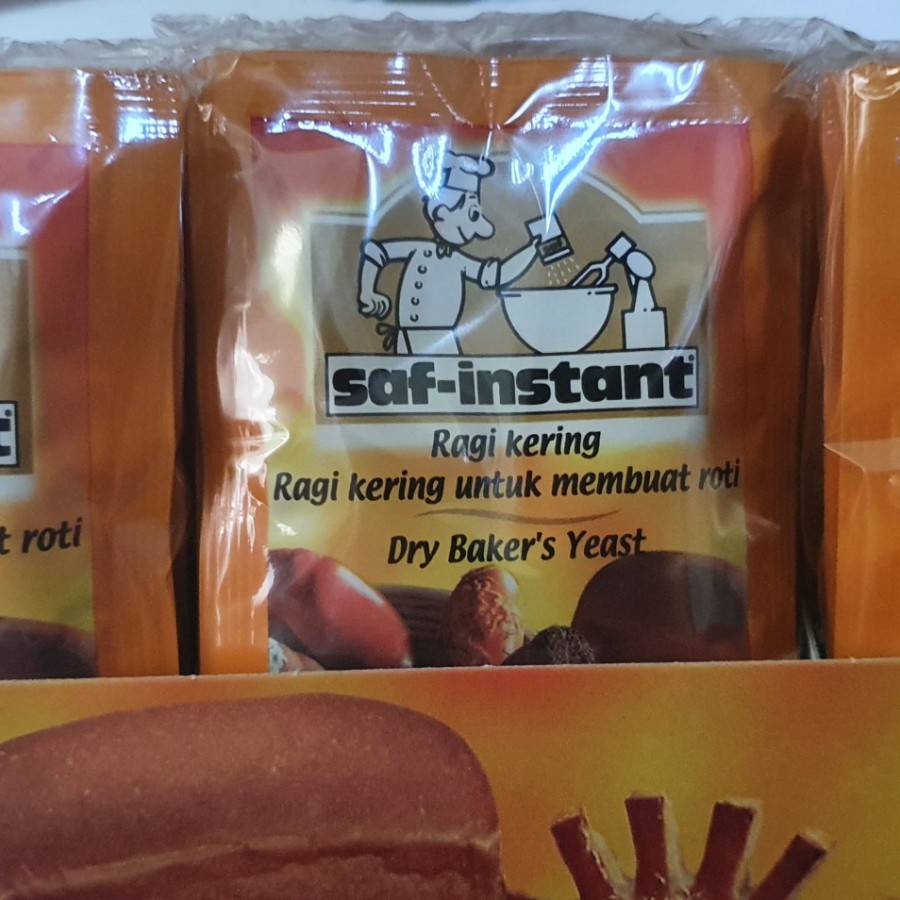 saf-instant
Ragi kering
Ragi kering untuk membuat roti
Dry Baker's Yeast
t
t roti